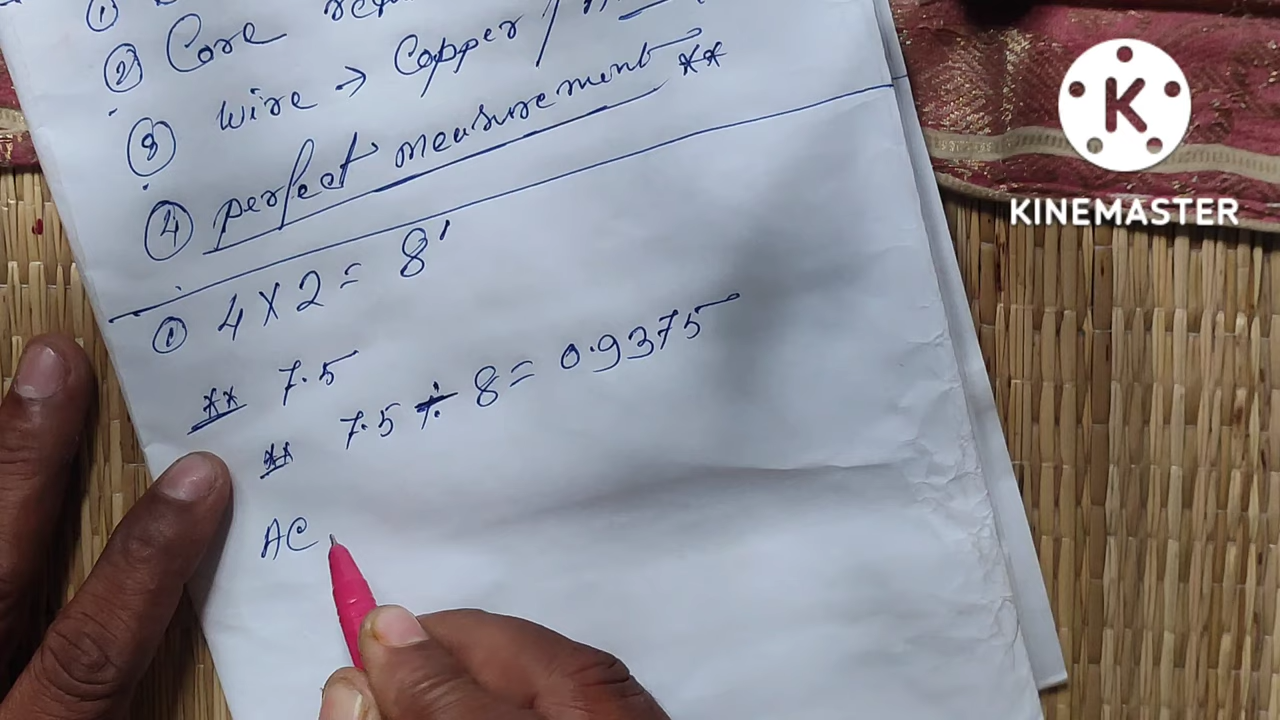 ①
② Core
③ wire → Copper /
④ perfect measurement **
① 4 × 2 = 8'
** 7.5
** 7.5 ÷ 8 = 0.9375
AC
K
KINEMASTER